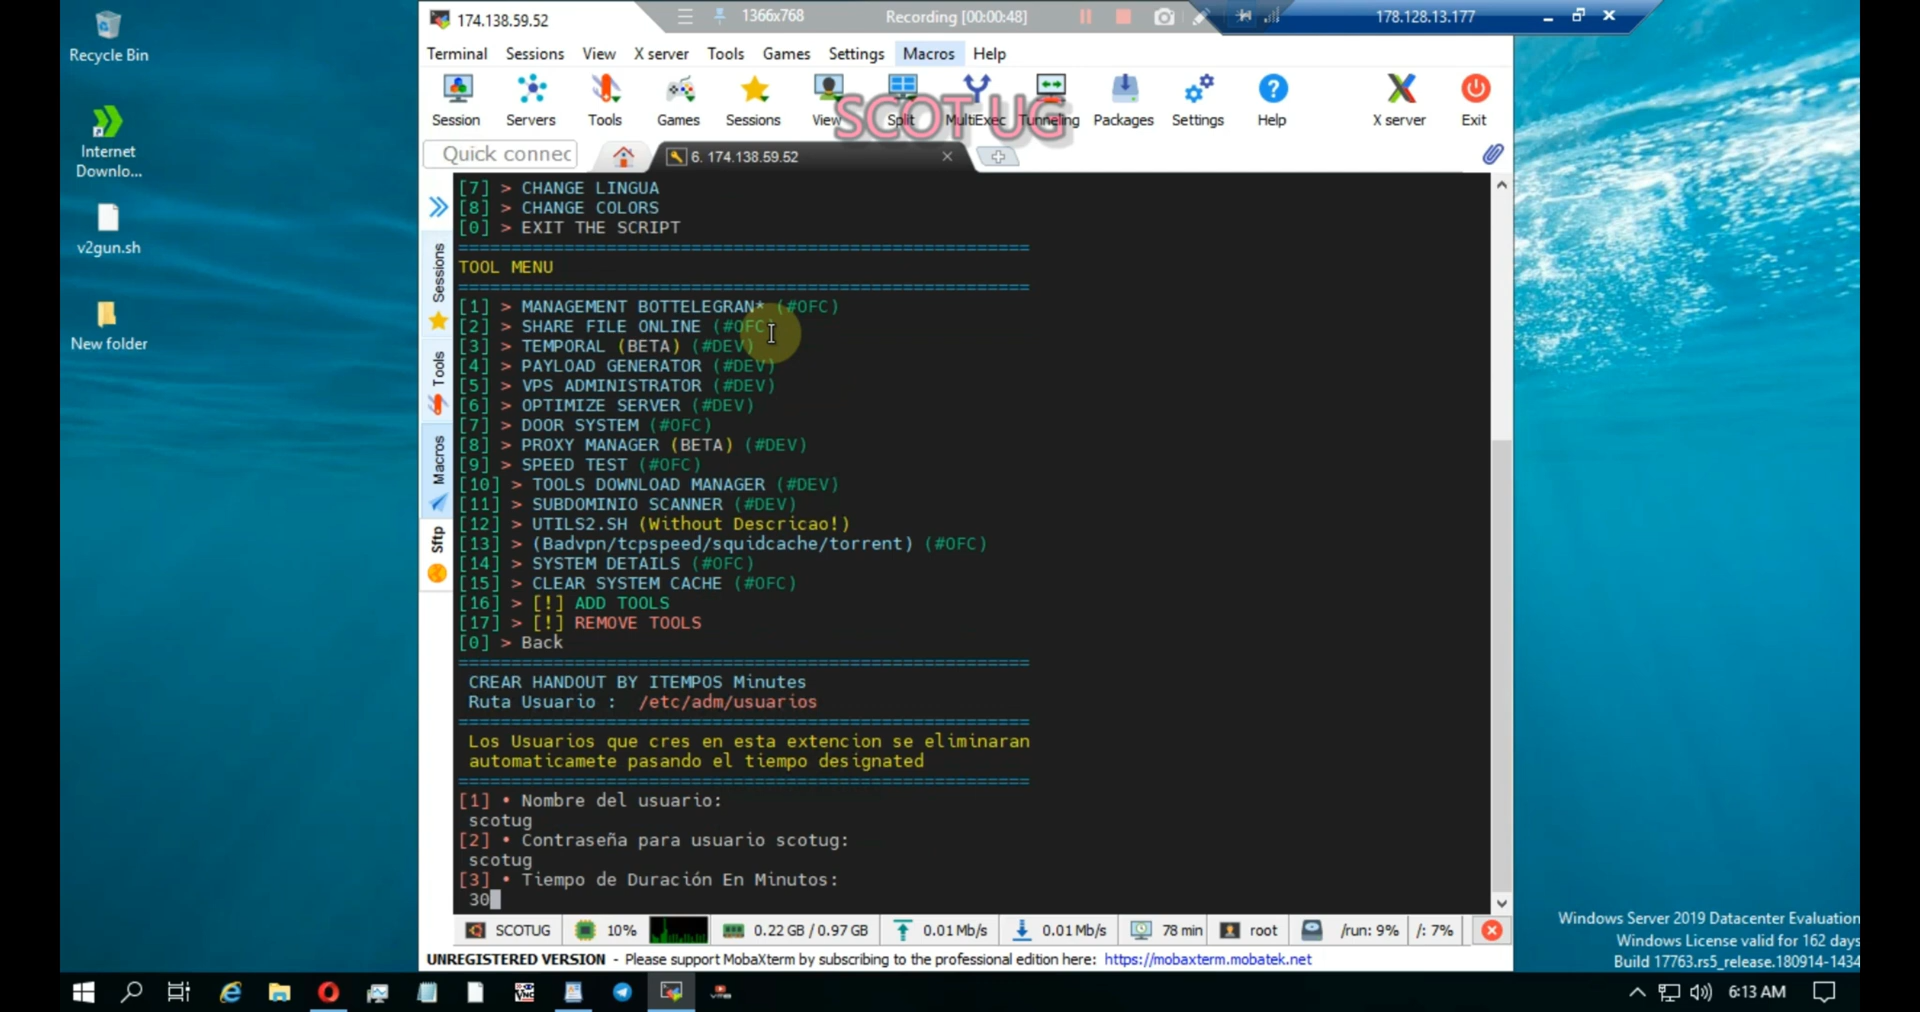 Recycle Bin
Internet
Downlo...
v2gun.sh
New folder
174.138.59.52
1366x768
Recording [00:00:48]
178.128.13.177
Terminal Sessions View X server Tools Games Settings Macros Help
Session Servers Tools Games Sessions View Split MultiExec Tunneling Packages Settings Help X server Exit
SCOT UG
Quick connec
6. 174.138.59.52
Sessions
Tools
Macros
Sftp
[7] > CHANGE LINGUA
[8] > CHANGE COLORS
[0] > EXIT THE SCRIPT
======================================================
TOOL MENU
======================================================
[1] > MANAGEMENT BOTTELEGRAN* (#OFC)
[2] > SHARE FILE ONLINE (#OFC)
[3] > TEMPORAL (BETA) (#DEV)
[4] > PAYLOAD GENERATOR (#DEV)
[5] > VPS ADMINISTRATOR (#DEV)
[6] > OPTIMIZE SERVER (#DEV)
[7] > DOOR SYSTEM (#OFC)
[8] > PROXY MANAGER (BETA) (#DEV)
[9] > SPEED TEST (#OFC)
[10] > TOOLS DOWNLOAD MANAGER (#DEV)
[11] > SUBDOMINIO SCANNER (#DEV)
[12] > UTILS2.SH (Without Descricao!)
[13] > (Badvpn/tcpspeed/squidcache/torrent) (#OFC)
[14] > SYSTEM DETAILS (#OFC)
[15] > CLEAR SYSTEM CACHE (#OFC)
[16] > [!] ADD TOOLS
[17] > [!] REMOVE TOOLS
[0] > Back
======================================================
CREAR HANDOUT BY ITEMPOS Minutes
Ruta Usuario : /etc/adm/usuarios
======================================================
Los Usuarios que cres en esta extencion se eliminaran
automaticamete pasando el tiempo designated
======================================================
[1] • Nombre del usuario:
scotug
[2] • Contraseña para usuario scotug:
scotug
[3] • Tiempo de Duración En Minutos:
30
SCOTUG 10% 0.22 GB / 0.97 GB 0.01 Mb/s 0.01 Mb/s 78 min root /run: 9% /: 7%
UNREGISTERED VERSION - Please support MobaXterm by subscribing to the professional edition here: https://mobaxterm.mobatek.net
Windows Server 2019 Datacenter Evaluation
Windows License valid for 162 days
Build 17763.rs5_release.180914-1434
6:13 AM